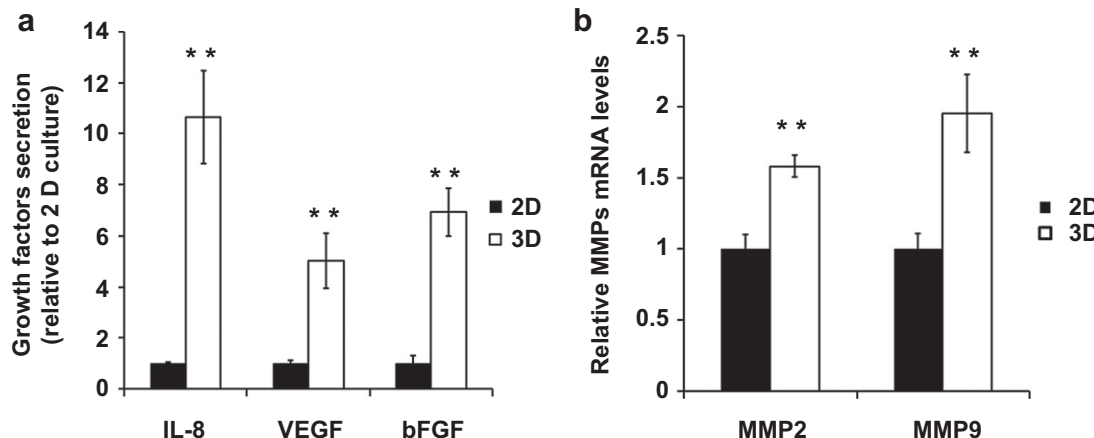 a
Growth factors secretion
(relative to 2 D culture)
14
12
10
8
6
4
2
0
* *
* *
* *
IL-8 VEGF bFGF
2D
3D
b
Relative MMPs mRNA levels
2.5
2
1.5
1
0.5
0
* *
* *
MMP2 MMP9
2D
3D